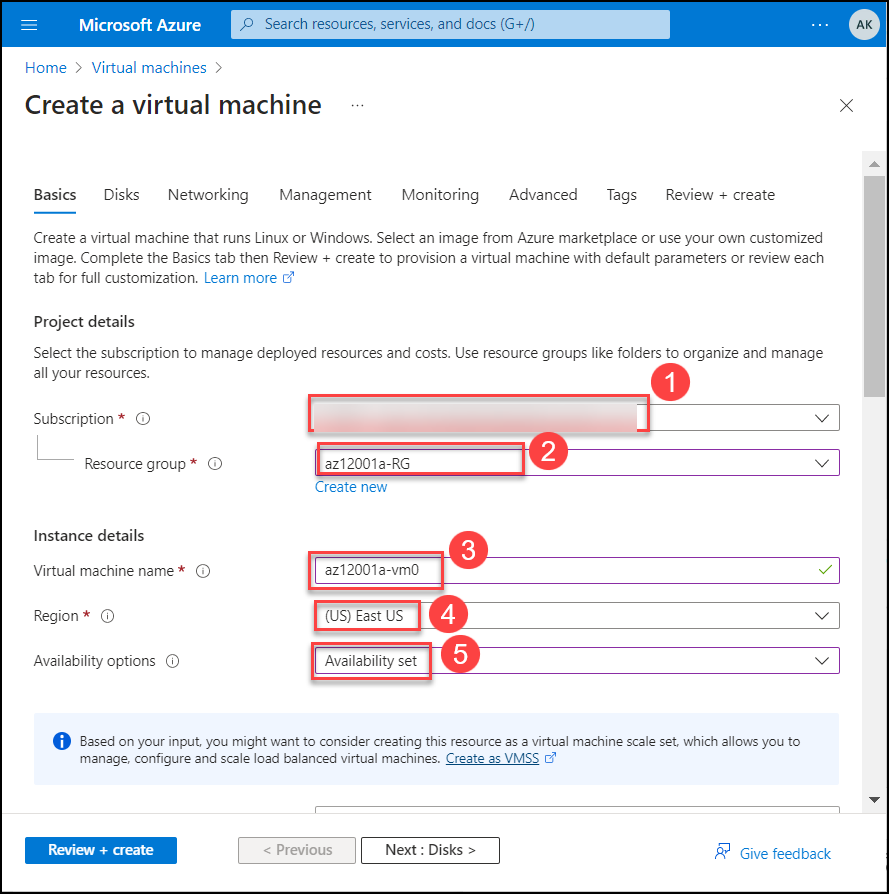 Microsoft Azure
Search resources, services, and docs (G+/)
...
AK
Home > Virtual machines >
Create a virtual machine ...
Basics Disks Networking Management Monitoring Advanced Tags Review + create
Create a virtual machine that runs Linux or Windows. Select an image from Azure marketplace or use your own customized
image. Complete the Basics tab then Review + create to provision a virtual machine with default parameters or review each
tab for full customization. Learn more
Project details
Select the subscription to manage deployed resources and costs. Use resource groups like folders to organize and manage
all your resources.
1
Subscription *
2
Resource group * az12001a-RG
Create new
Instance details
3
Virtual machine name * az12001a-vm0
Region * (US) East US 4
Availability options Availability set 5
Based on your input, you might want to consider creating this resource as a virtual machine scale set, which allows you to
manage, configure and scale load balanced virtual machines. Create as VMSS
Review + create < Previous Next : Disks > Give feedback